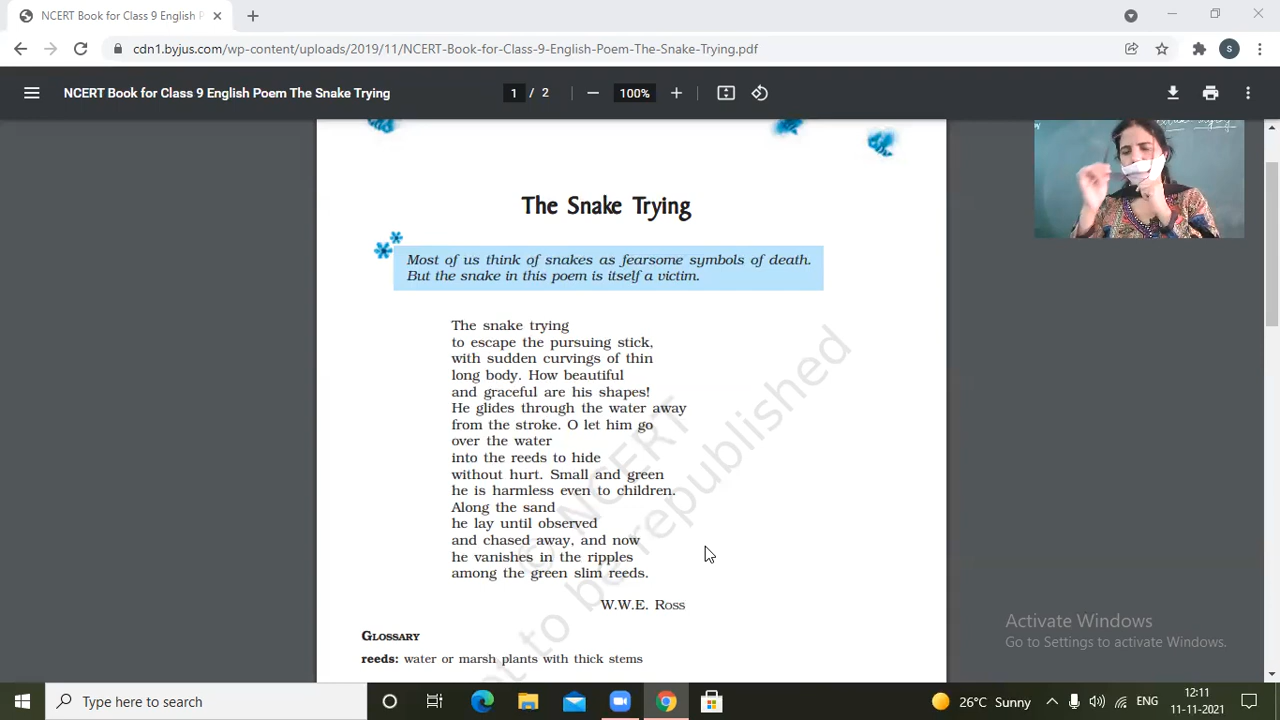 NCERT Book for Class 9 English P
cdn1.byjus.com/wp-content/uploads/2019/11/NCERT-Book-for-Class-9-English-Poem-The-Snake-Trying.pdf
S
NCERT Book for Class 9 English Poem The Snake Trying
1 / 2
100%
The Snake Trying
Most of us think of snakes as fearsome symbols of death.
But the snake in this poem is itself a victim.
The snake trying
to escape the pursuing stick,
with sudden curvings of thin
long body. How beautiful
and graceful are his shapes!
He glides through the water away
from the stroke. O let him go
over the water
into the reeds to hide
without hurt. Small and green
he is harmless even to children.
Along the sand
he lay until observed
and chased away, and now
he vanishes in the ripples
among the green slim reeds.
W.W.E. Ross
GLOSSARY
reeds: water or marsh plants with thick stems
© NCERT
not to be republished
Activate Windows
Go to Settings to activate Windows.
Type here to search
26°C Sunny
ENG
12:11
11-11-2021